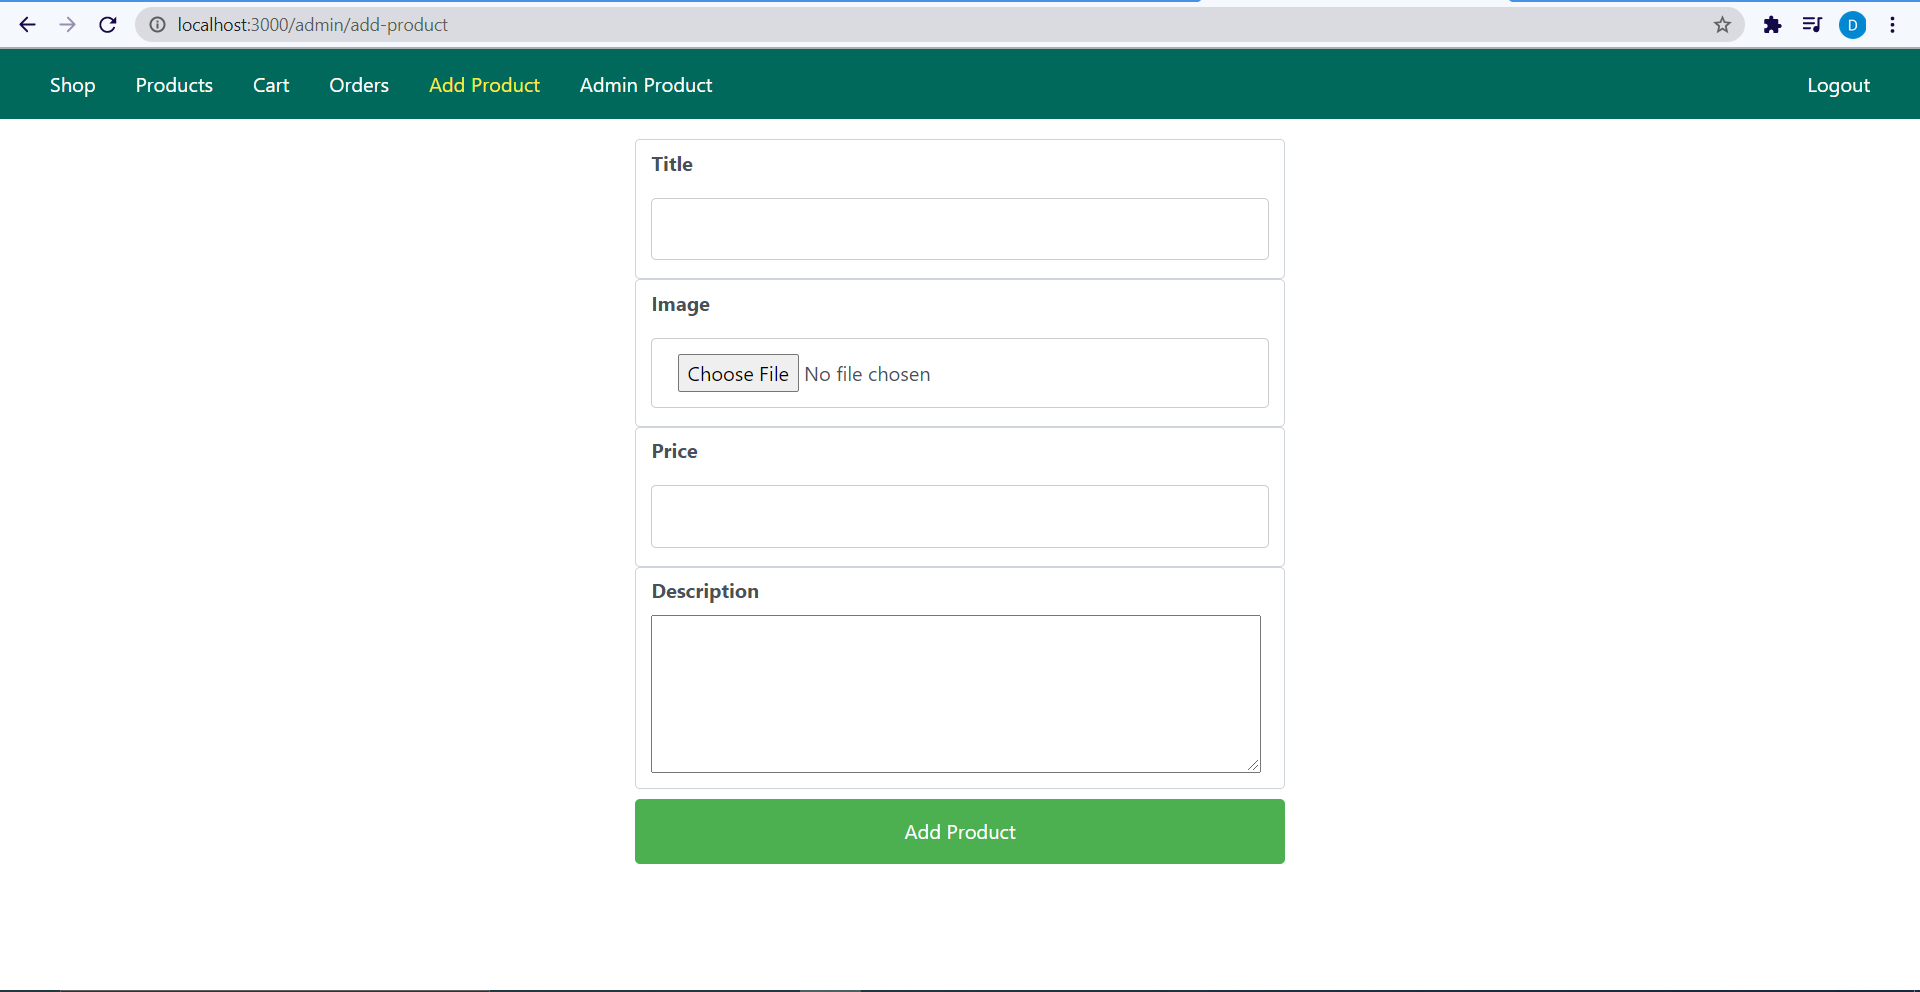 localhost:3000/admin/add-product
D
Shop Products Cart Orders Add Product Admin Product Logout
Title
Image
Choose File No file chosen
Price
Description
Add Product